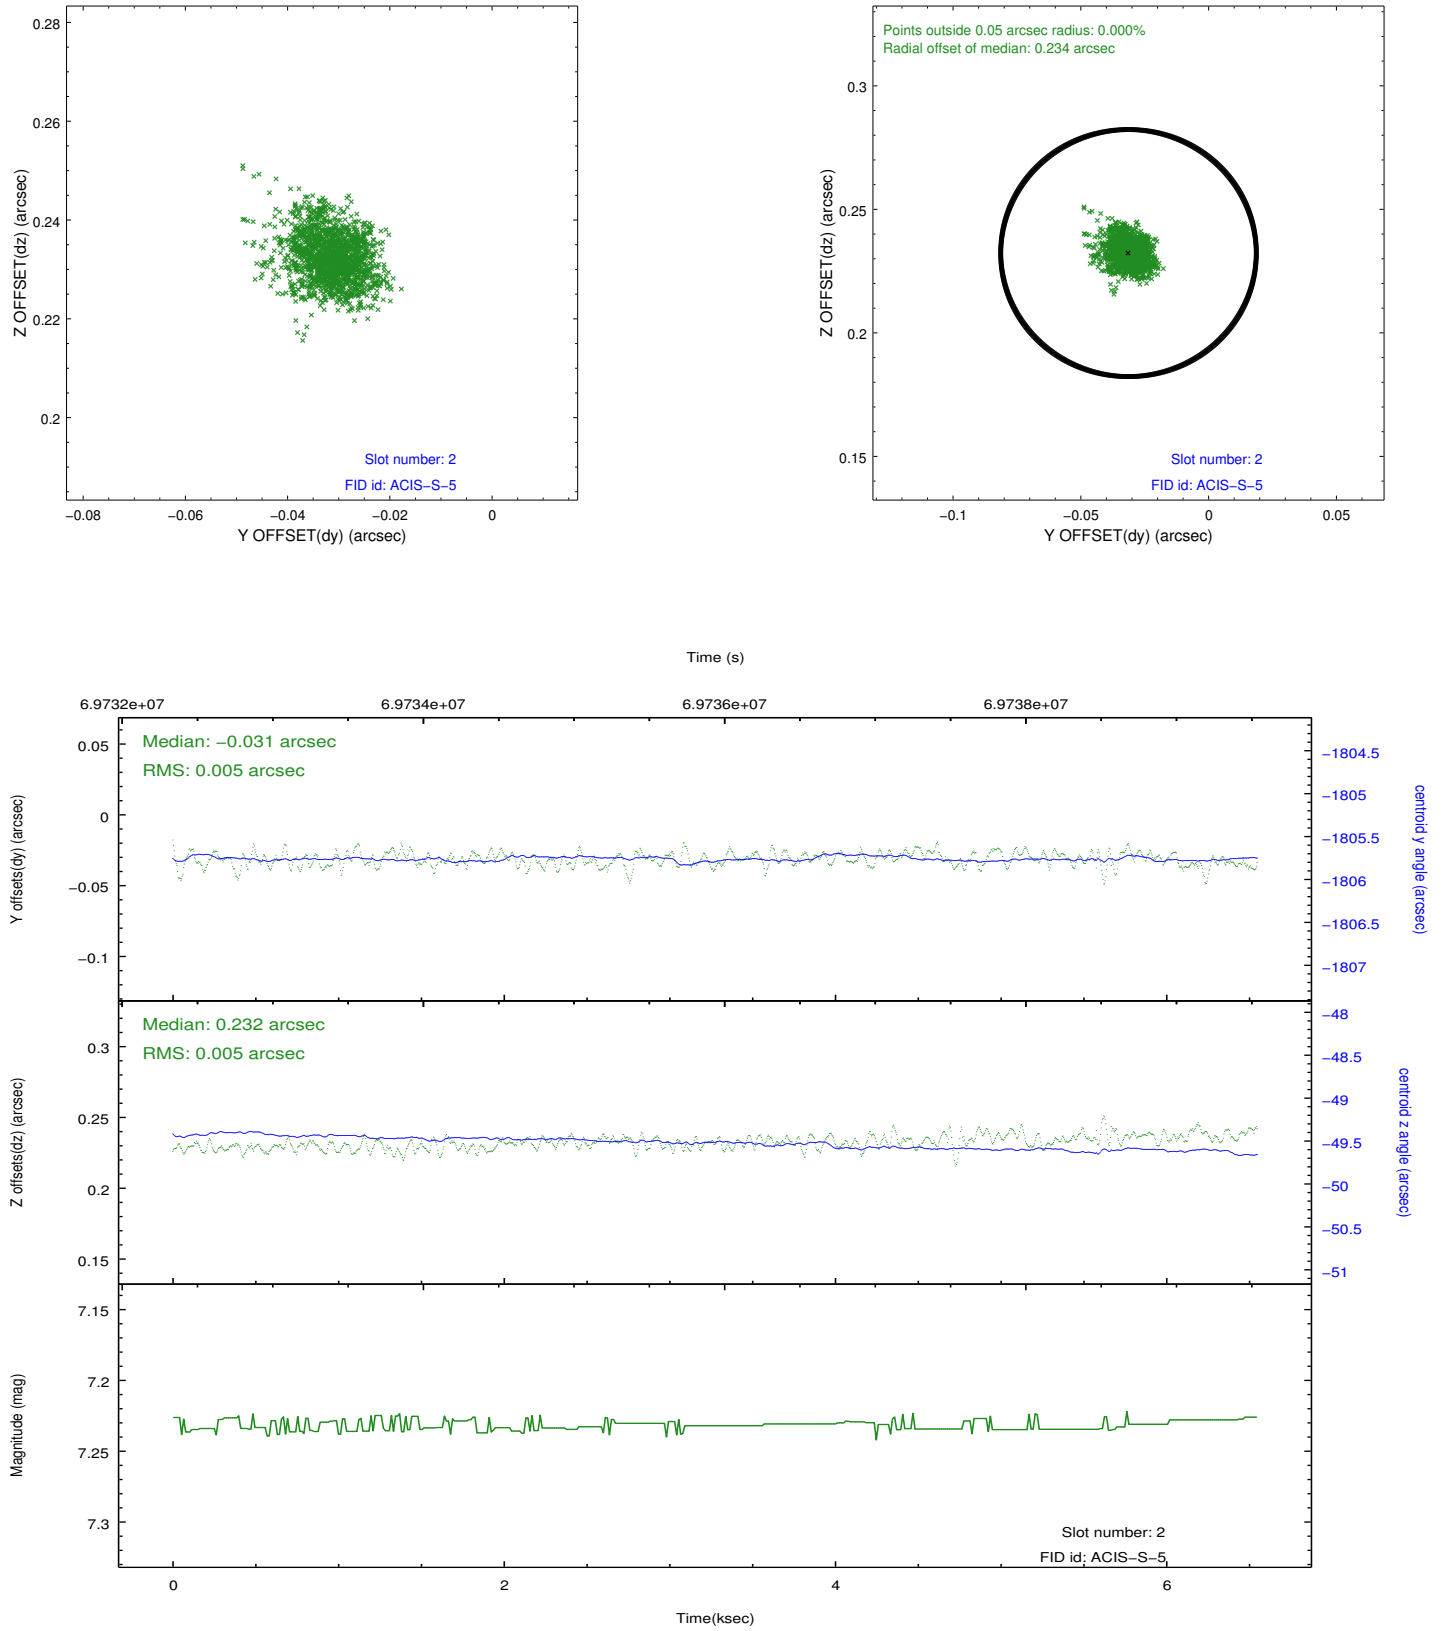 0.28
0.26
0.24
0.22
0.2
Z OFFSET(dz) (arcsec)
Slot number: 2
FID id: ACIS−S−5
−0.08
−0.06
−0.04
−0.02
0
Y OFFSET(dy) (arcsec)
Points outside 0.05 arcsec radius: 0.000%
Radial offset of median: 0.234 arcsec
0.3
0.25
0.2
0.15
Z OFFSET(dz) (arcsec)
Slot number: 2
FID id: ACIS−S−5
−0.1
−0.05
0
0.05
Y OFFSET(dy) (arcsec)
Time (s)
6.9732e+07
6.9734e+07
6.9736e+07
6.9738e+07
Median: −0.031 arcsec
RMS: 0.005 arcsec
0.05
0
−0.05
−0.1
Y offsets(dy) (arcsec)
−1804.5
−1805
−1805.5
−1806
−1806.5
−1807
centroid y angle (arcsec)
Median: 0.232 arcsec
RMS: 0.005 arcsec
0.3
0.25
0.2
0.15
Z offsets(dz) (arcsec)
−48
−48.5
−49
−49.5
−50
−50.5
−51
centroid z angle (arcsec)
7.15
7.2
7.25
7.3
Magnitude (mag)
Slot number: 2
FID id: ACIS−S−5
0
2
4
6
Time(ksec)